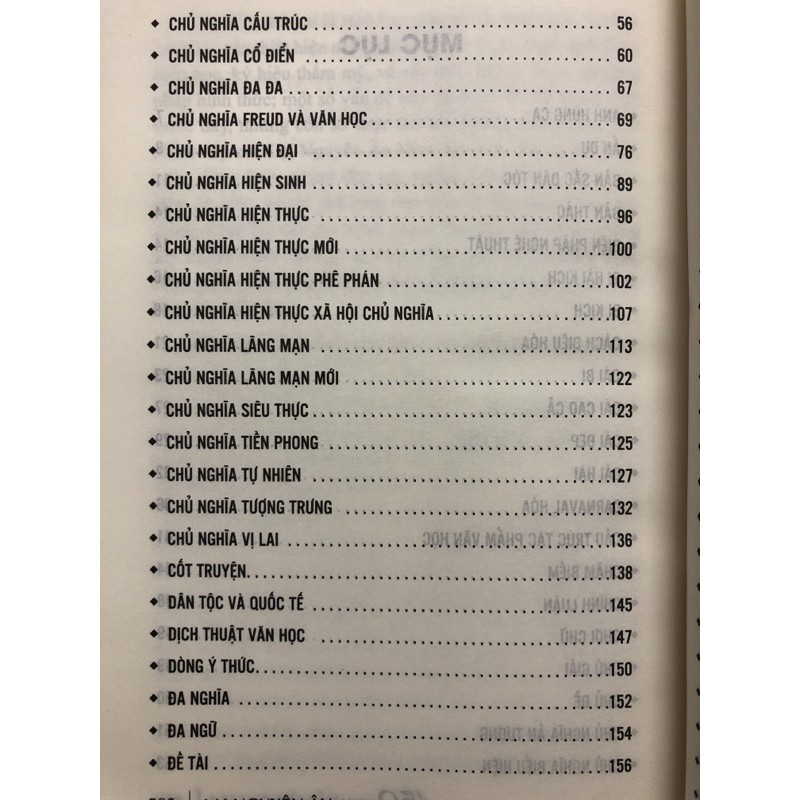 ◆ CHỦ NGHĨA CẤU TRÚC ........ 56
◆ CHỦ NGHĨA CỔ ĐIỂN ........ 60
◆ CHỦ NGHĨA ĐA ĐA ........ 67
◆ CHỦ NGHĨA FREUD VÀ VĂN HỌC ........ 69
◆ CHỦ NGHĨA HIỆN ĐẠI ........ 76
◆ CHỦ NGHĨA HIỆN SINH ........ 89
◆ CHỦ NGHĨA HIỆN THỰC ........ 96
◆ CHỦ NGHĨA HIỆN THỰC MỚI ........ 100
◆ CHỦ NGHĨA HIỆN THỰC PHÊ PHÁN ........ 102
◆ CHỦ NGHĨA HIỆN THỰC XÃ HỘI CHỦ NGHĨA ........ 107
◆ CHỦ NGHĨA LÃNG MẠN ........ 113
◆ CHỦ NGHĨA LÃNG MẠN MỚI ........ 122
◆ CHỦ NGHĨA SIÊU THỰC ........ 123
◆ CHỦ NGHĨA TIỀN PHONG ........ 125
◆ CHỦ NGHĨA TỰ NHIÊN ........ 127
◆ CHỦ NGHĨA TƯỢNG TRƯNG ........ 132
◆ CHỦ NGHĨA VỊ LAI ........ 136
◆ CỐT TRUYỆN ........ 138
◆ DÂN TỘC VÀ QUỐC TẾ ........ 145
◆ DỊCH THUẬT VĂN HỌC ........ 147
◆ DÒNG Ý THỨC ........ 150
◆ ĐA NGHĨA ........ 152
◆ ĐA NGỮ ........ 154
◆ ĐỀ TÀI ........ 156